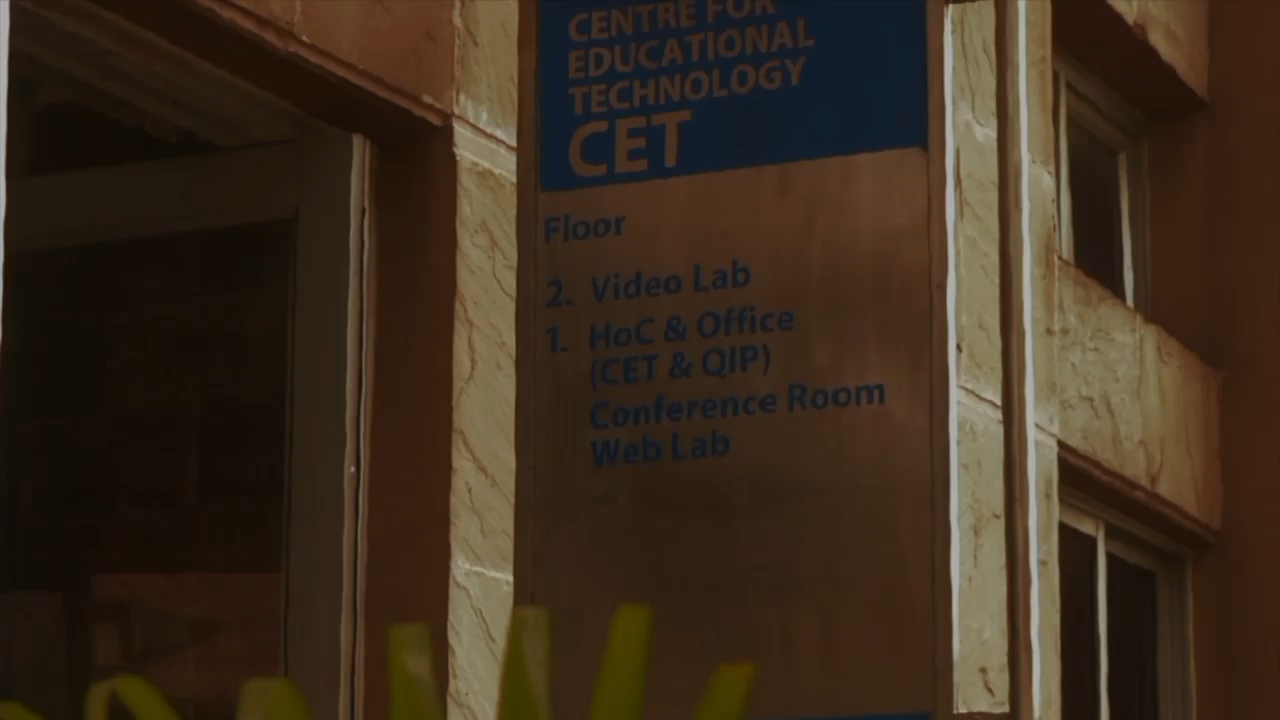 CENTRE FOR
EDUCATIONAL
TECHNOLOGY
CET
Floor
2. Video Lab
1. HoC & Office
(CET & QIP)
Conference Room
Web Lab